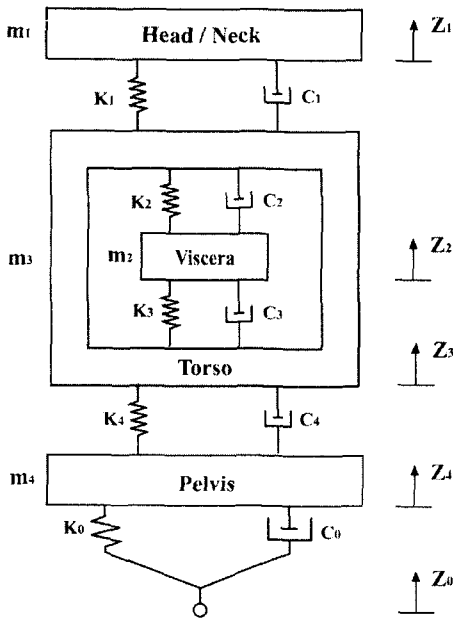 m1 Head / Neck Z1
K1 C1
K2 C2
m3 m2 Viscera Z2
K3 C3
Torso Z3
K4 C4
m4 Pelvis Z4
K0 C0
Z0